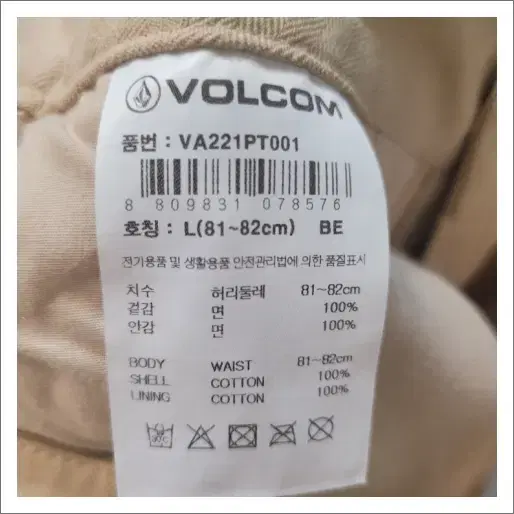 VOLCOM
품번 : VA221PT001
8 809831 078576
호칭 : L(81~82cm) BE
전기용품 및 생활용품 안전관리법에 의한 품질표시
치수 허리둘레 81~82cm
겉감 면 100%
안감 면 100%
BODY WAIST 81~82cm
SHELL COTTON 100%
LINING COTTON 100%